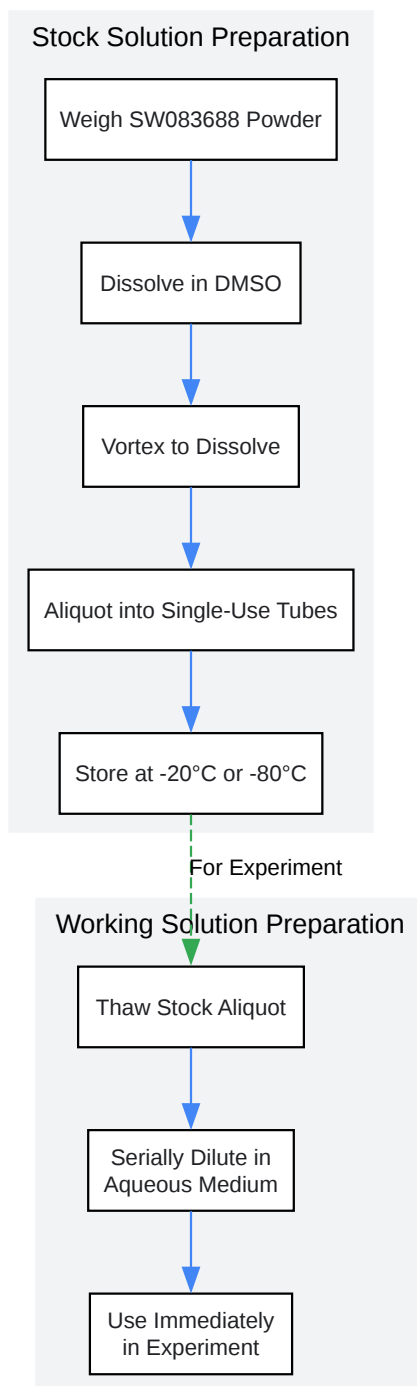 Stock Solution Preparation
Weigh SW083688 Powder
Dissolve in DMSO
Vortex to Dissolve
Aliquot into Single-Use Tubes
Store at -20°C or -80°C
For Experiment
Working Solution Preparation
Thaw Stock Aliquot
Serially Dilute in
Aqueous Medium
Use Immediately
in Experiment